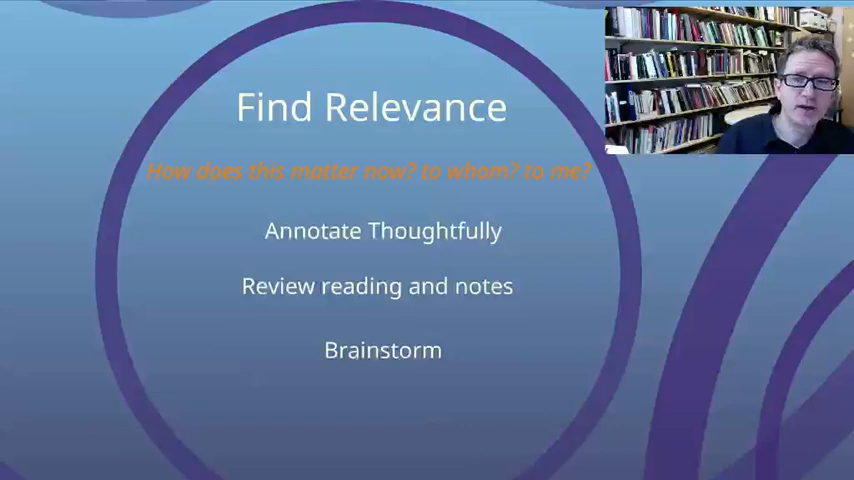 Find Relevance
How does this matter now? to whom? to me?
Annotate Thoughtfully
Review reading and notes
Brainstorm